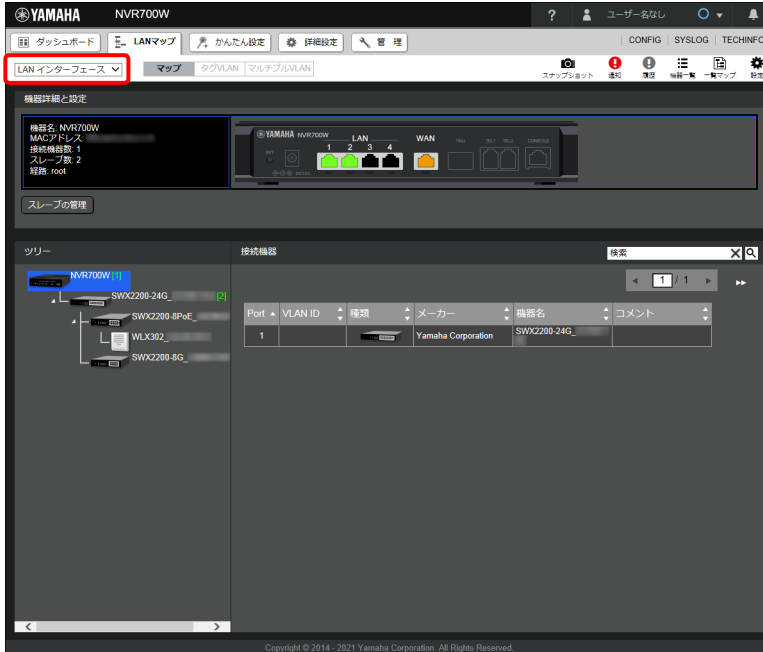 YAMAHA NVR700W ? ユーザー名なし
ダッシュボード LANマップ かんたん設定 詳細設定 管 理 CONFIG SYSLOG TECHINFO
LAN インターフェース マップ タグVLAN マルチプルVLAN スナップショット 通知 履歴 機器一覧 一覧マップ 設定
機器詳細と設定
機器名: NVR700W
MACアドレス:
接続機器数: 1
スレーブ数: 2
経路: root
YAMAHA NVR700W LAN WAN ONU TEL1 TEL2 CONSOLE
1 2 3 4
DC12V
スレーブの管理
ツリー 接続機器 検索
NVR700W [1]
SWX2200-24G_ [2]
SWX2200-8PoE_
WLX302_
SWX2200-8G_
1 / 1
Port VLAN ID 種類 メーカー 機器名 コメント
1 Yamaha Corporation SWX2200-24G_
Copyright © 2014 - 2021 Yamaha Corporation. All Rights Reserved.